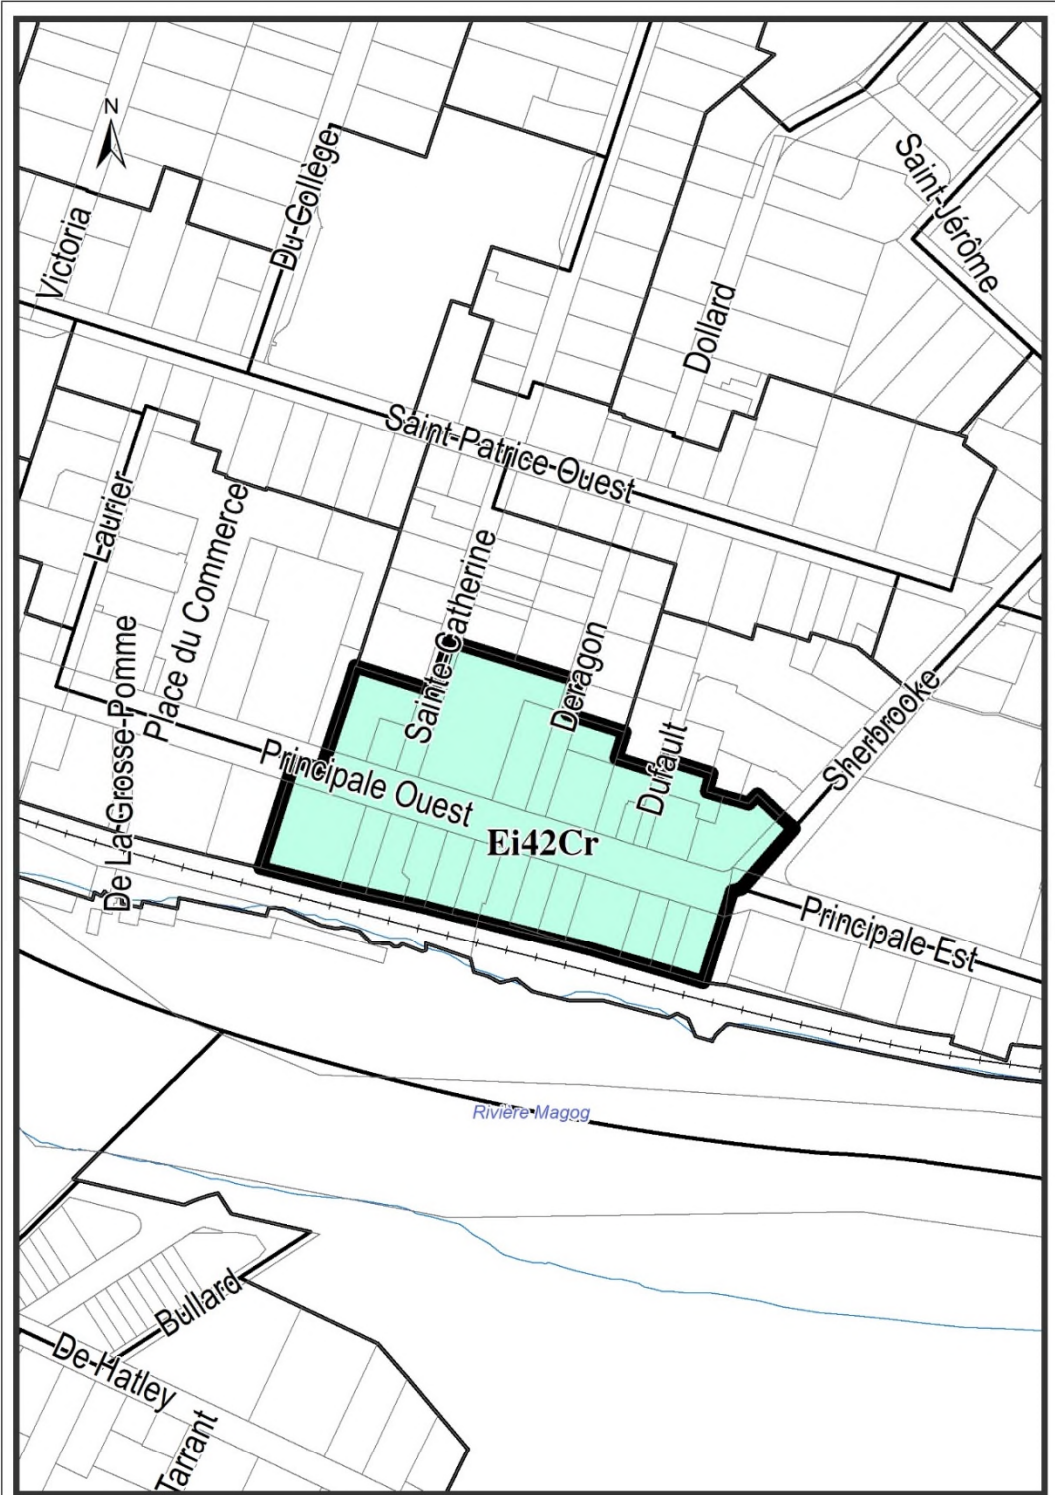 N
Victoria
Du Collège
Saint-Jérôme
Dollard
Saint-Patrice Ouest
Laurier
Place du Commerce
Sainte-Catherine
De La Grosse-Pomme
Deragon
Dufault
Sherbrooke
Principale Ouest
Ei42Cr
Principale Est
Rivière Magog
Bullard
De Hatley
Tarrant